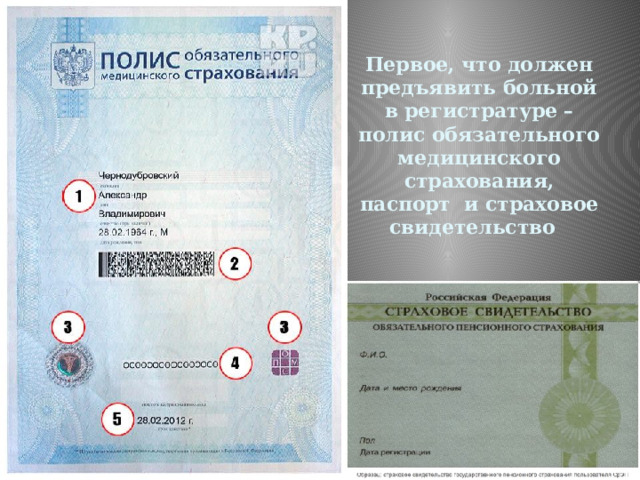 KP.RU
ПОЛИС обязательного
медицинского страхования
Чернодубровский
Александр
Владимирович
28.02.1964 г., М
1
2
3
3
4
5
28.02.2012 г.
Первое, что должен
предъявить больной
в регистратуре –
полис обязательного
медицинского
страхования,
паспорт и страховое
свидетельство
Российская Федерация
СТРАХОВОЕ СВИДЕТЕЛЬСТВО
ОБЯЗАТЕЛЬНОГО ПЕНСИОННОГО СТРАХОВАНИЯ
Ф.И.О.
Дата и место рождения
Пол
Дата регистрации